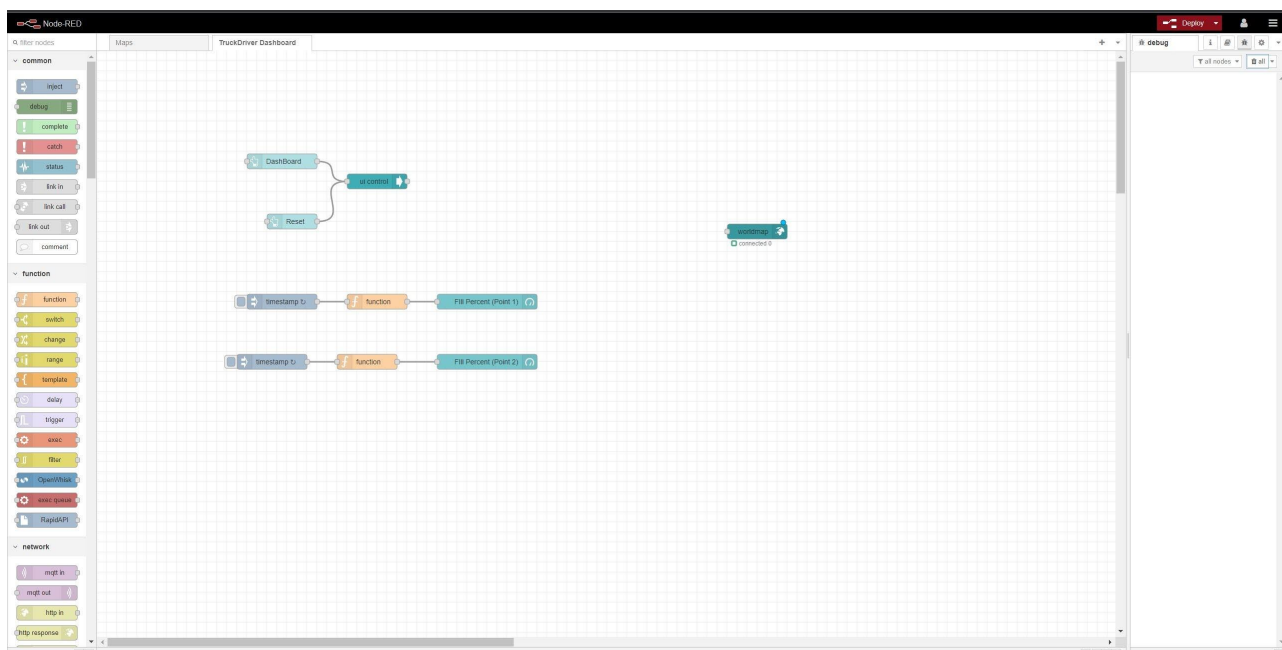 Node-RED
Deploy
filter nodes
Maps
TruckDriver Dashboard
debug
all nodes
all
common
inject
debug
complete
catch
status
link in
link call
link out
comment
function
function
switch
change
range
template
delay
trigger
exec
filter
OpenWhisk
exec queue
RapidAPI
network
mqtt in
mqtt out
http in
http response
DashBoard
ui control
Reset
worldmap
connected 0
timestamp ↻
function
Fill Percent (Point 1)
timestamp ↻
function
Fill Percent (Point 2)